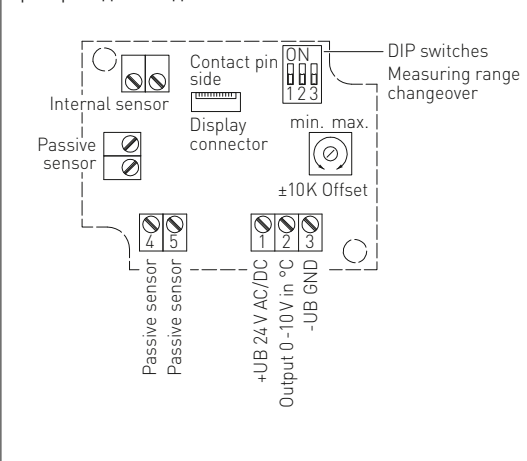 ON
1 2 3
DIP switches
Measuring range
changeover
Contact pin
side
Internal sensor
Display
connector
min. max.
Passive
sensor
±10K Offset
4 5
1 2 3
Passive sensor
Passive sensor
+UB 24 V AC/DC
Output 0 -10 V in °C
-UB GND